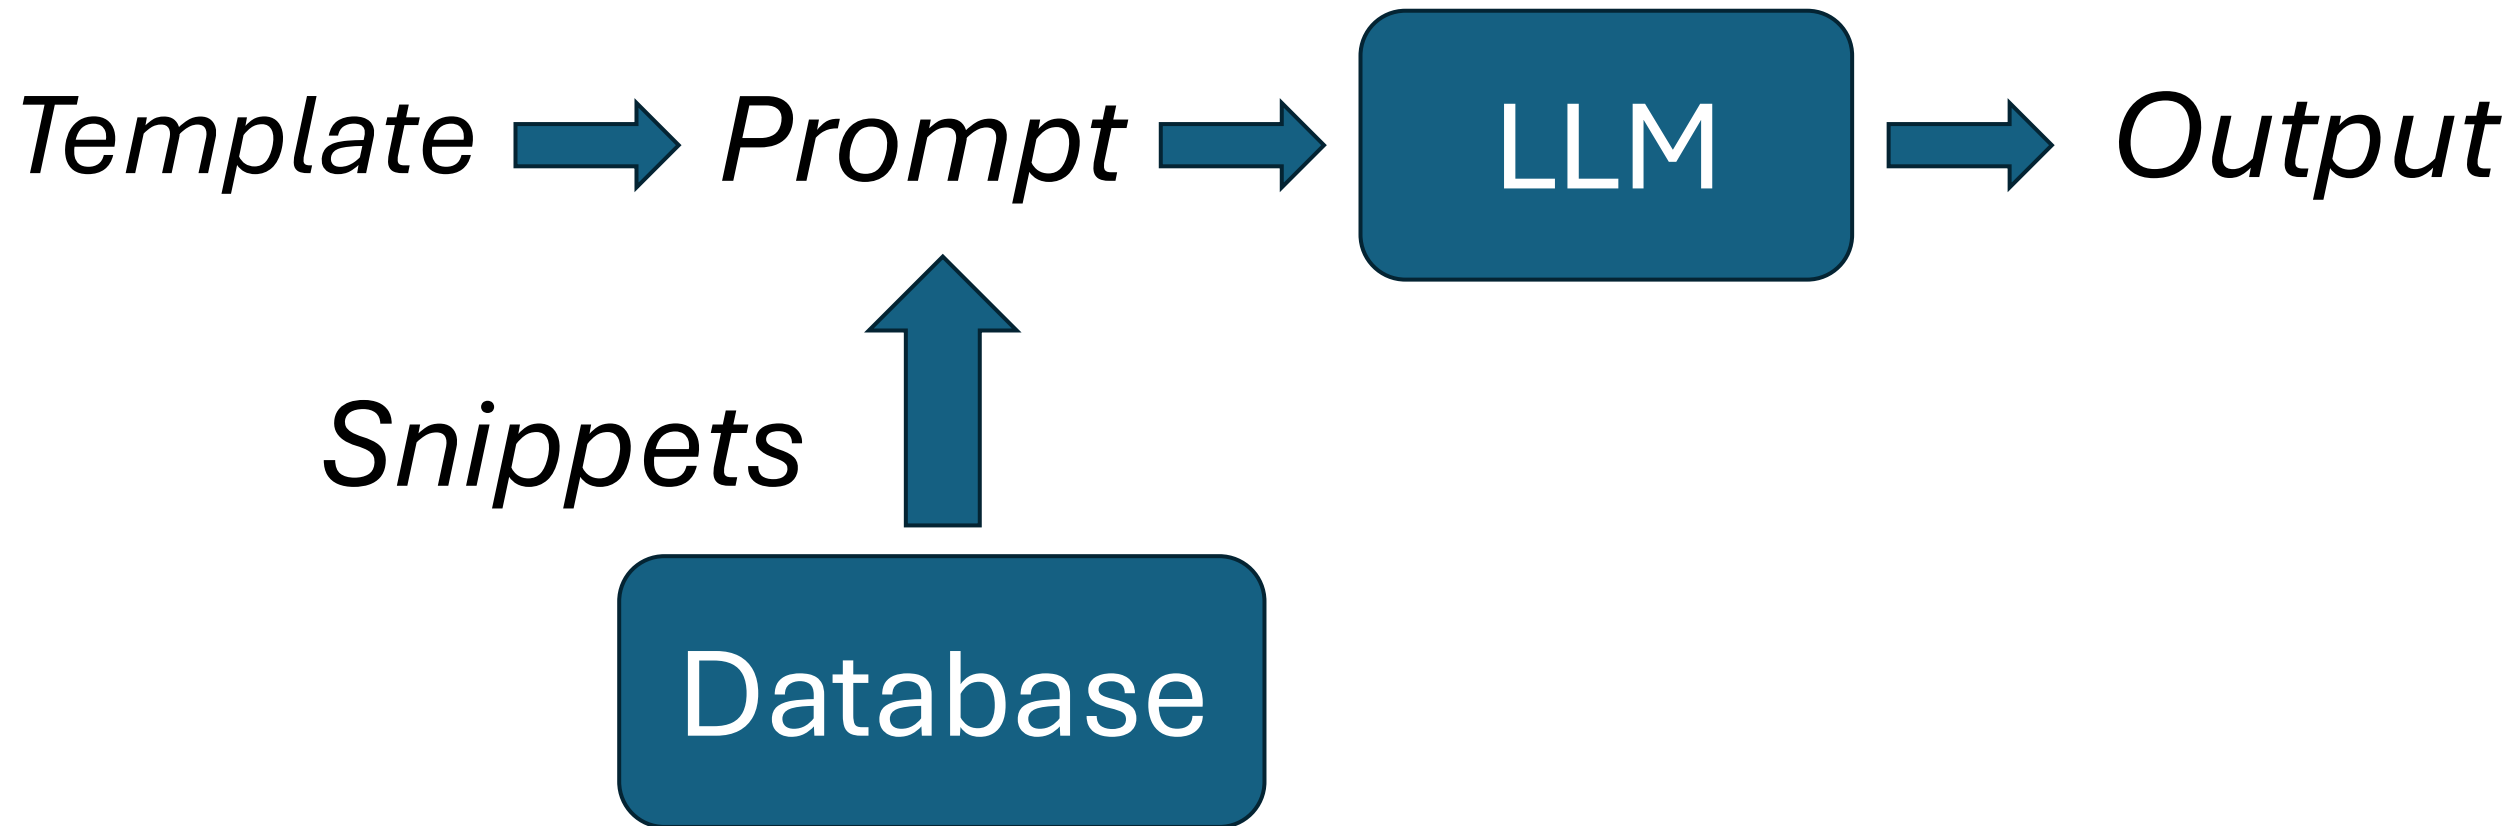 Template
Prompt
LLM
Output
Snippets
Database